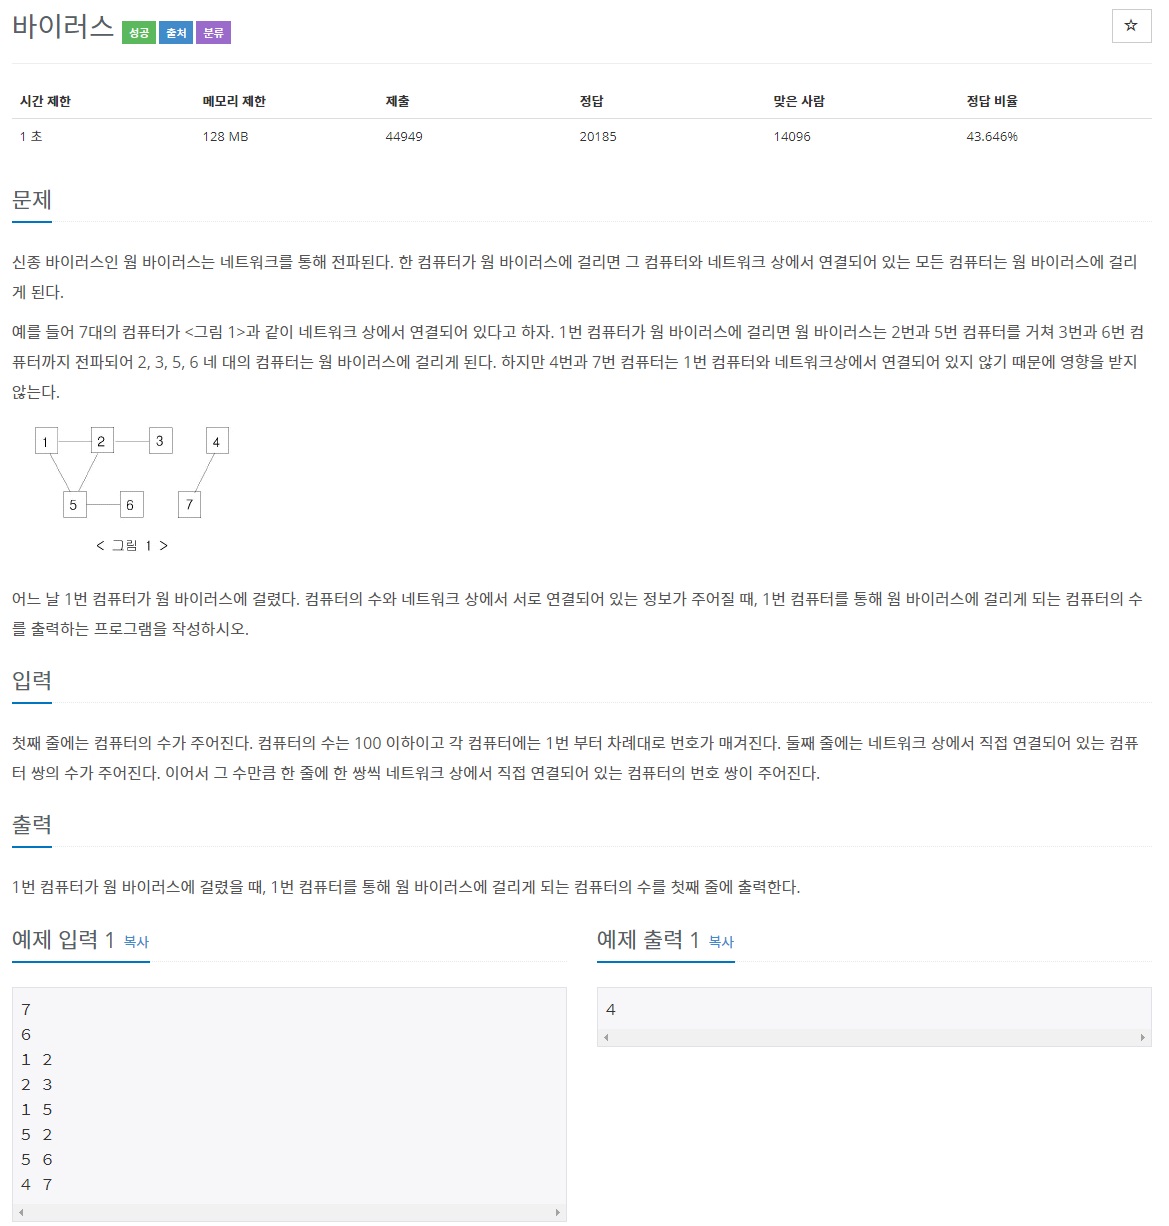 바이러스 성공 출처 분류
☆
시간 제한 메모리 제한 제출 정답 맞은 사람 정답 비율
1 초 128 MB 44949 20185 14096 43.646%
문제
신종 바이러스인 웜 바이러스는 네트워크를 통해 전파된다. 한 컴퓨터가 웜 바이러스에 걸리면 그 컴퓨터와 네트워크 상에서 연결되어 있는 모든 컴퓨터는 웜 바이러스에 걸리
게 된다.
예를 들어 7대의 컴퓨터가 <그림 1>과 같이 네트워크 상에서 연결되어 있다고 하자. 1번 컴퓨터가 웜 바이러스에 걸리면 웜 바이러스는 2번과 5번 컴퓨터를 거쳐 3번과 6번 컴
퓨터까지 전파되어 2, 3, 5, 6 네 대의 컴퓨터는 웜 바이러스에 걸리게 된다. 하지만 4번과 7번 컴퓨터는 1번 컴퓨터와 네트워크상에서 연결되어 있지 않기 때문에 영향을 받지
않는다.
1 2 3 4
5 6 7
< 그림 1 >
어느 날 1번 컴퓨터가 웜 바이러스에 걸렸다. 컴퓨터의 수와 네트워크 상에서 서로 연결되어 있는 정보가 주어질 때, 1번 컴퓨터를 통해 웜 바이러스에 걸리게 되는 컴퓨터의 수
를 출력하는 프로그램을 작성하시오.
입력
첫째 줄에는 컴퓨터의 수가 주어진다. 컴퓨터의 수는 100 이하이고 각 컴퓨터에는 1번 부터 차례대로 번호가 매겨진다. 둘째 줄에는 네트워크 상에서 직접 연결되어 있는 컴퓨
터 쌍의 수가 주어진다. 이어서 그 수만큼 한 줄에 한 쌍씩 네트워크 상에서 직접 연결되어 있는 컴퓨터의 번호 쌍이 주어진다.
출력
1번 컴퓨터가 웜 바이러스에 걸렸을 때, 1번 컴퓨터를 통해 웜 바이러스에 걸리게 되는 컴퓨터의 수를 첫째 줄에 출력한다.
예제 입력 1 복사
7
6
1 2
2 3
1 5
5 2
5 6
4 7
예제 출력 1 복사
4